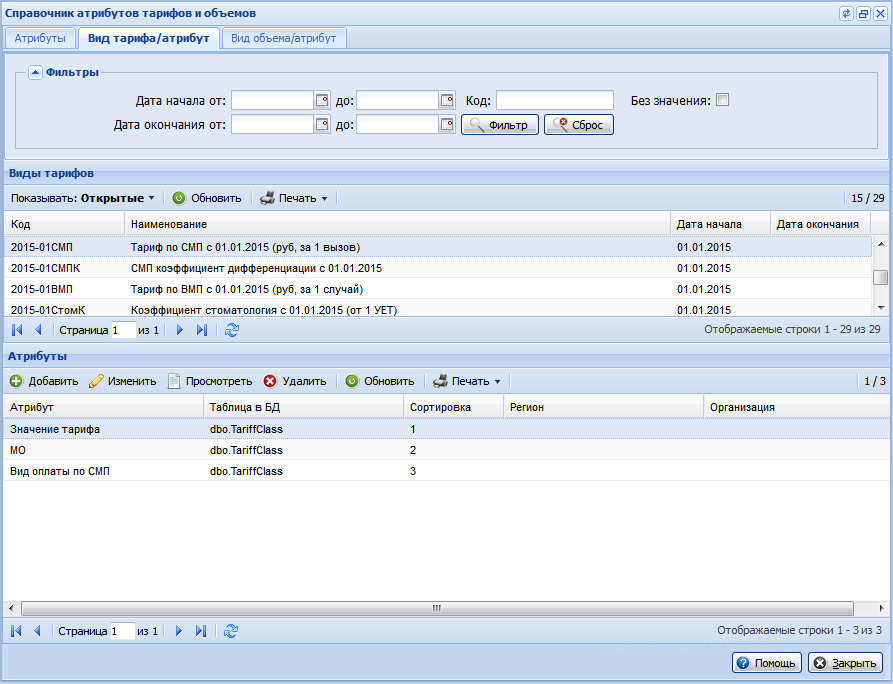 Справочник атрибутов тарифов и объемов
Атрибуты Вид тарифа/атрибут Вид объема/атрибут
Фильтры
Дата начала от: до: Код: Без значения:
Дата окончания от: до: Фильтр Сброс
Виды тарифов
Показывать: Открытые Обновить Печать 15 / 29
Код Наименование Дата начала Дата окончания
2015-01СМП Тариф по СМП с 01.01.2015 (руб, за 1 вызов) 01.01.2015
2015-01СМПК СМП коэффициент дифференциации с 01.01.2015 01.01.2015
2015-01ВМП Тариф по ВМП с 01.01.2015 (руб, за 1 случай) 01.01.2015
2015-01СтомК Коэффициент стоматология с 01.01.2015 (от 1 УЕТ) 01.01.2015
Страница 1 из 1 Отображаемые строки 1 - 29 из 29
Атрибуты
Добавить Изменить Просмотреть Удалить Обновить Печать 1 / 3
Атрибут Таблица в БД Сортировка Регион Организация
Значение тарифа dbo.TariffClass 1
МО dbo.TariffClass 2
Вид оплаты по СМП dbo.TariffClass 3
Страница 1 из 1 Отображаемые строки 1 - 3 из 3
Помощь Закрыть